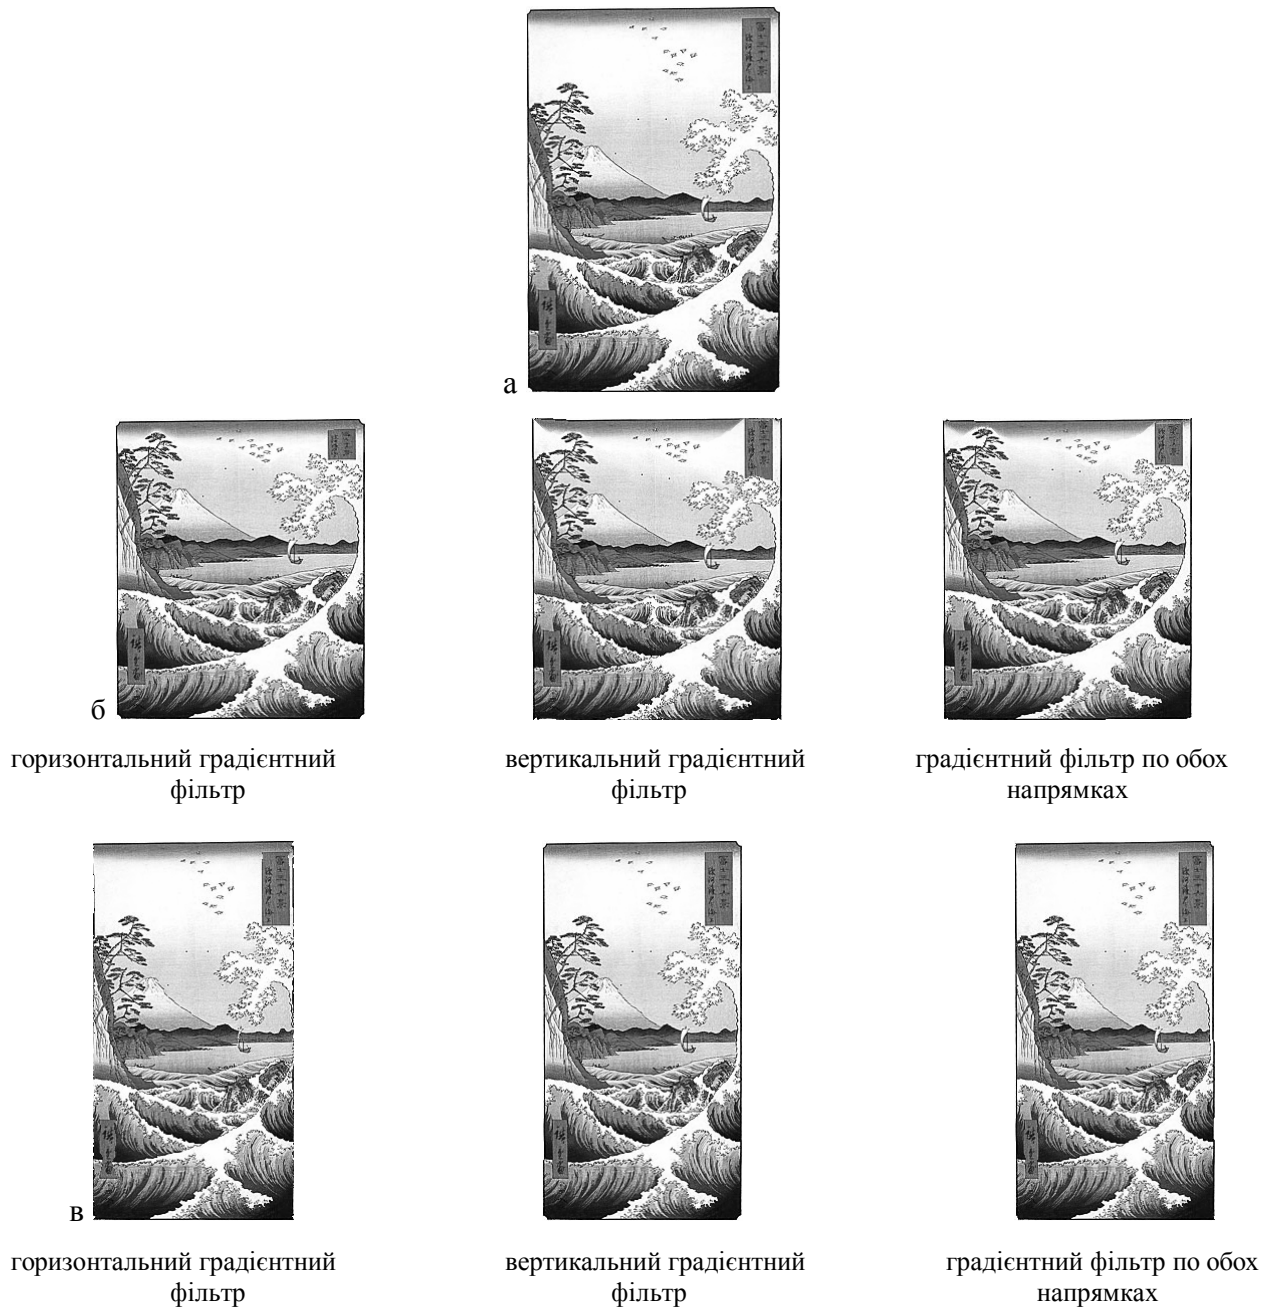 а
б
горизонтальний градієнтний
фільтр
вертикальний градієнтний
фільтр
градієнтний фільтр по обох
напрямках
в
горизонтальний градієнтний
фільтр
вертикальний градієнтний
фільтр
градієнтний фільтр по обох
напрямках